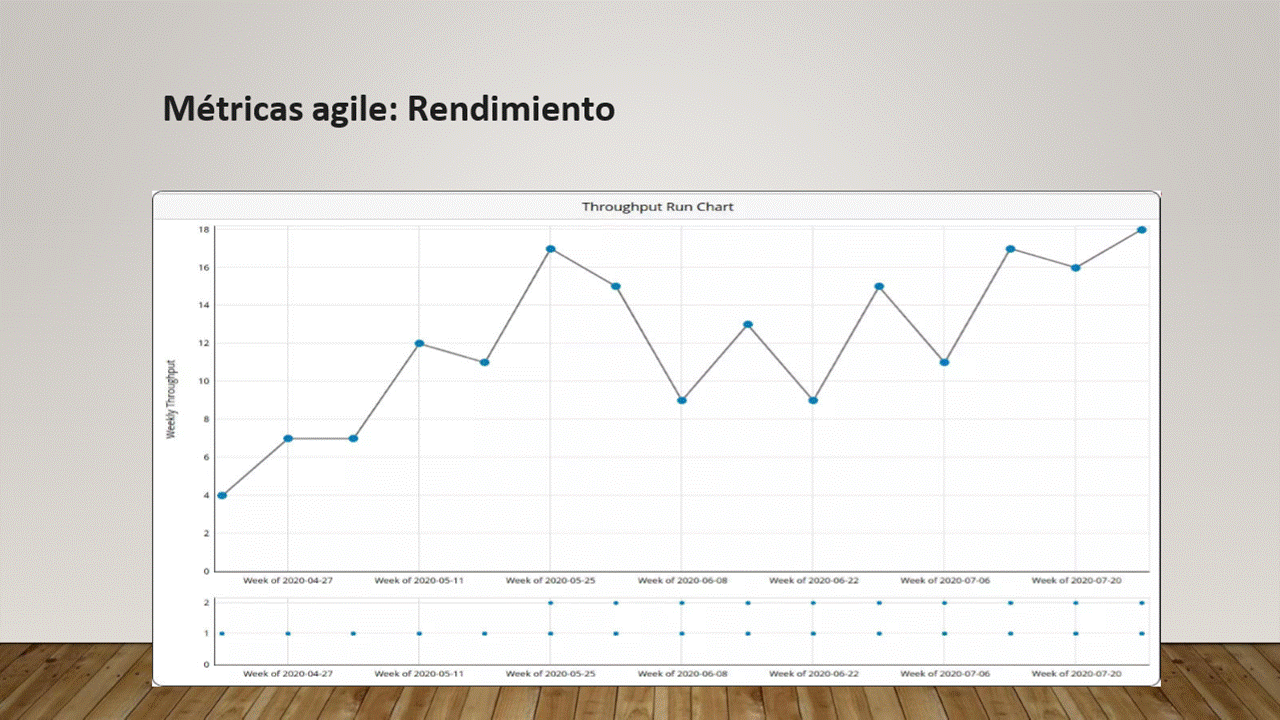 Métricas agile: Rendimiento
Throughput Run Chart
Weekly Throughput
18
16
14
12
10
8
6
4
2
0
Week of 2020-04-27 Week of 2020-05-11 Week of 2020-05-25 Week of 2020-06-08 Week of 2020-06-22 Week of 2020-07-06 Week of 2020-07-20
2
1
0
Week of 2020-04-27 Week of 2020-05-11 Week of 2020-05-25 Week of 2020-06-08 Week of 2020-06-22 Week of 2020-07-06 Week of 2020-07-20